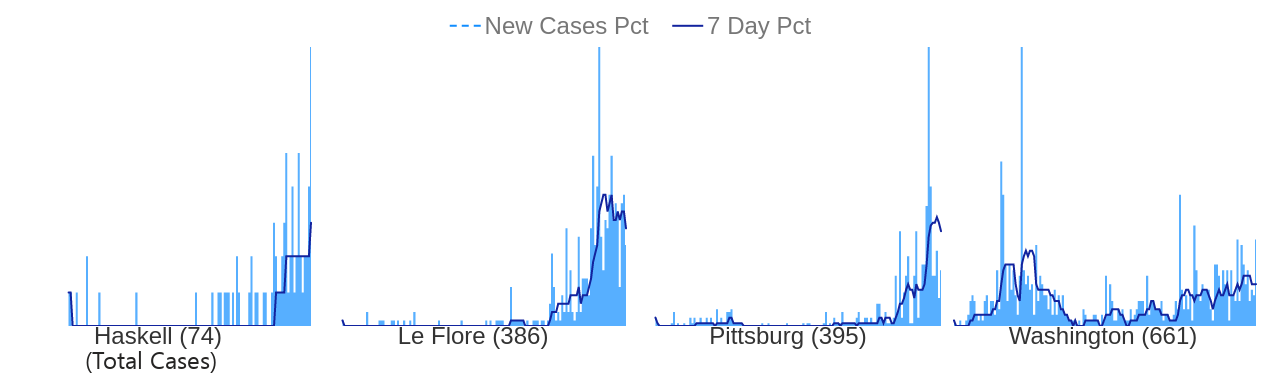 New Cases Pct 7 Day Pct
Haskell (74) Le Flore (386) Pittsburg (395) Washington (661)
(Total Cases)